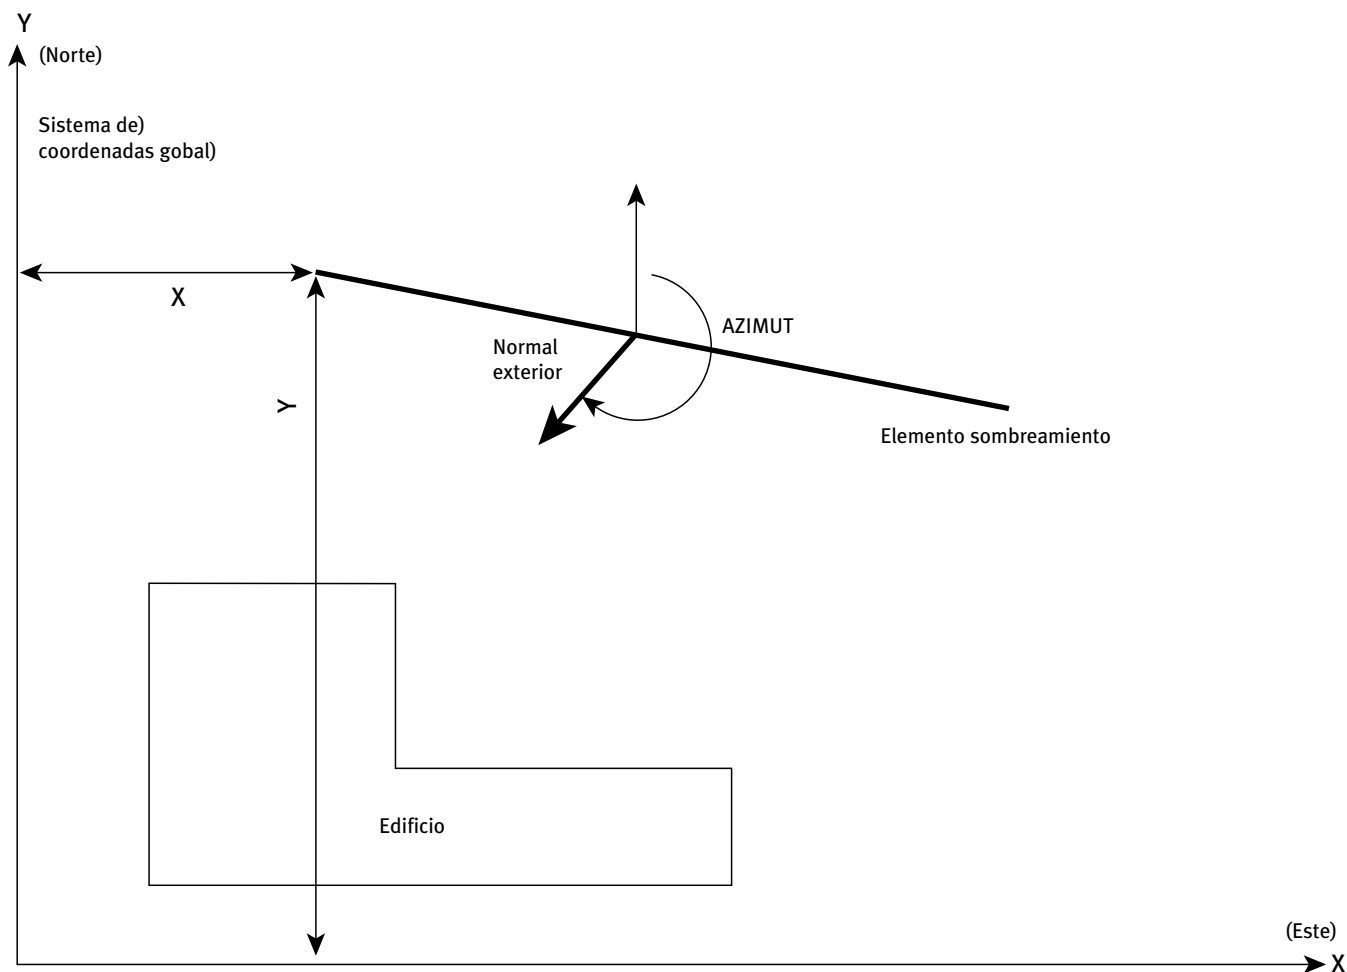 Y
(Norte)
Sistema de)
coordenadas gobal)
X
AZIMUT
Normal
exterior
Y
Elemento sombreamiento
Edificio
(Este)
X